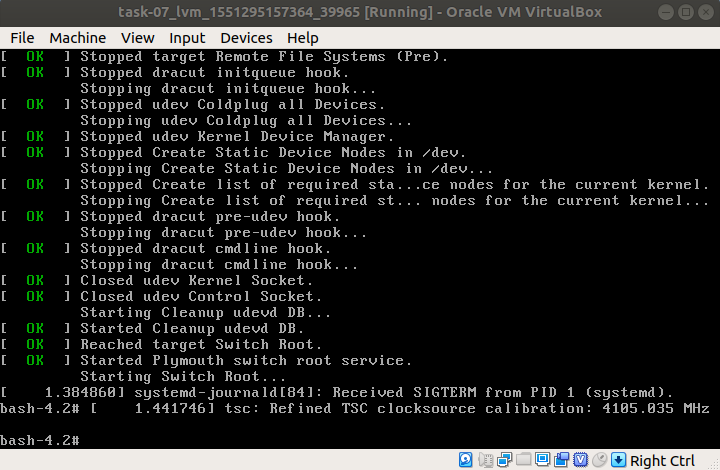 task-07_lvm_1551295157364_39965 [Running] - Oracle VM VirtualBox
File Machine View Input Devices Help
[  OK  ] Stopped target Remote File Systems (Pre).
[  OK  ] Stopped dracut initqueue hook.
         Stopping dracut initqueue hook...
[  OK  ] Stopped udev Coldplug all Devices.
         Stopping udev Coldplug all Devices...
[  OK  ] Stopped udev Kernel Device Manager.
[  OK  ] Stopped Create Static Device Nodes in /dev.
         Stopping Create Static Device Nodes in /dev...
[  OK  ] Stopped Create list of required sta...ce nodes for the current kernel.
         Stopping Create list of required st... nodes for the current kernel...
[  OK  ] Stopped dracut pre-udev hook.
         Stopping dracut pre-udev hook...
[  OK  ] Stopped dracut cmdline hook.
         Stopping dracut cmdline hook...
[  OK  ] Closed udev Kernel Socket.
[  OK  ] Closed udev Control Socket.
         Starting Cleanup udevd DB...
[  OK  ] Started Cleanup udevd DB.
[  OK  ] Reached target Switch Root.
[  OK  ] Started Plymouth switch root service.
         Starting Switch Root...
[    1.384860] systemd-journald[84]: Received SIGTERM from PID 1 (systemd).
bash-4.2# [    1.441746] tsc: Refined TSC clocksource calibration: 4105.035 MHz
bash-4.2#
Right Ctrl